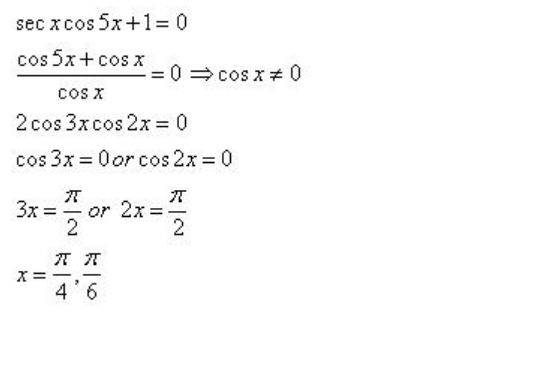 sec x cos 5x + 1 = 0
(cos 5x + cos x) / (cos x) = 0 ⇒ cos x ≠ 0
2 cos 3x cos 2x = 0
cos 3x = 0 or cos 2x = 0
3x = π/2 or 2x = π/2
x = π/4, π/6